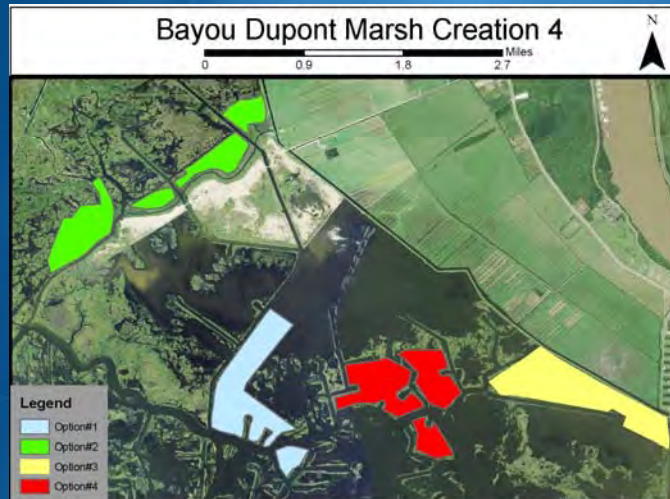 Bayou Dupont Marsh Creation 4
N
Miles
0 0.9 1.8 2.7
Legend
Option#1
Option#2
Option#3
Option#4